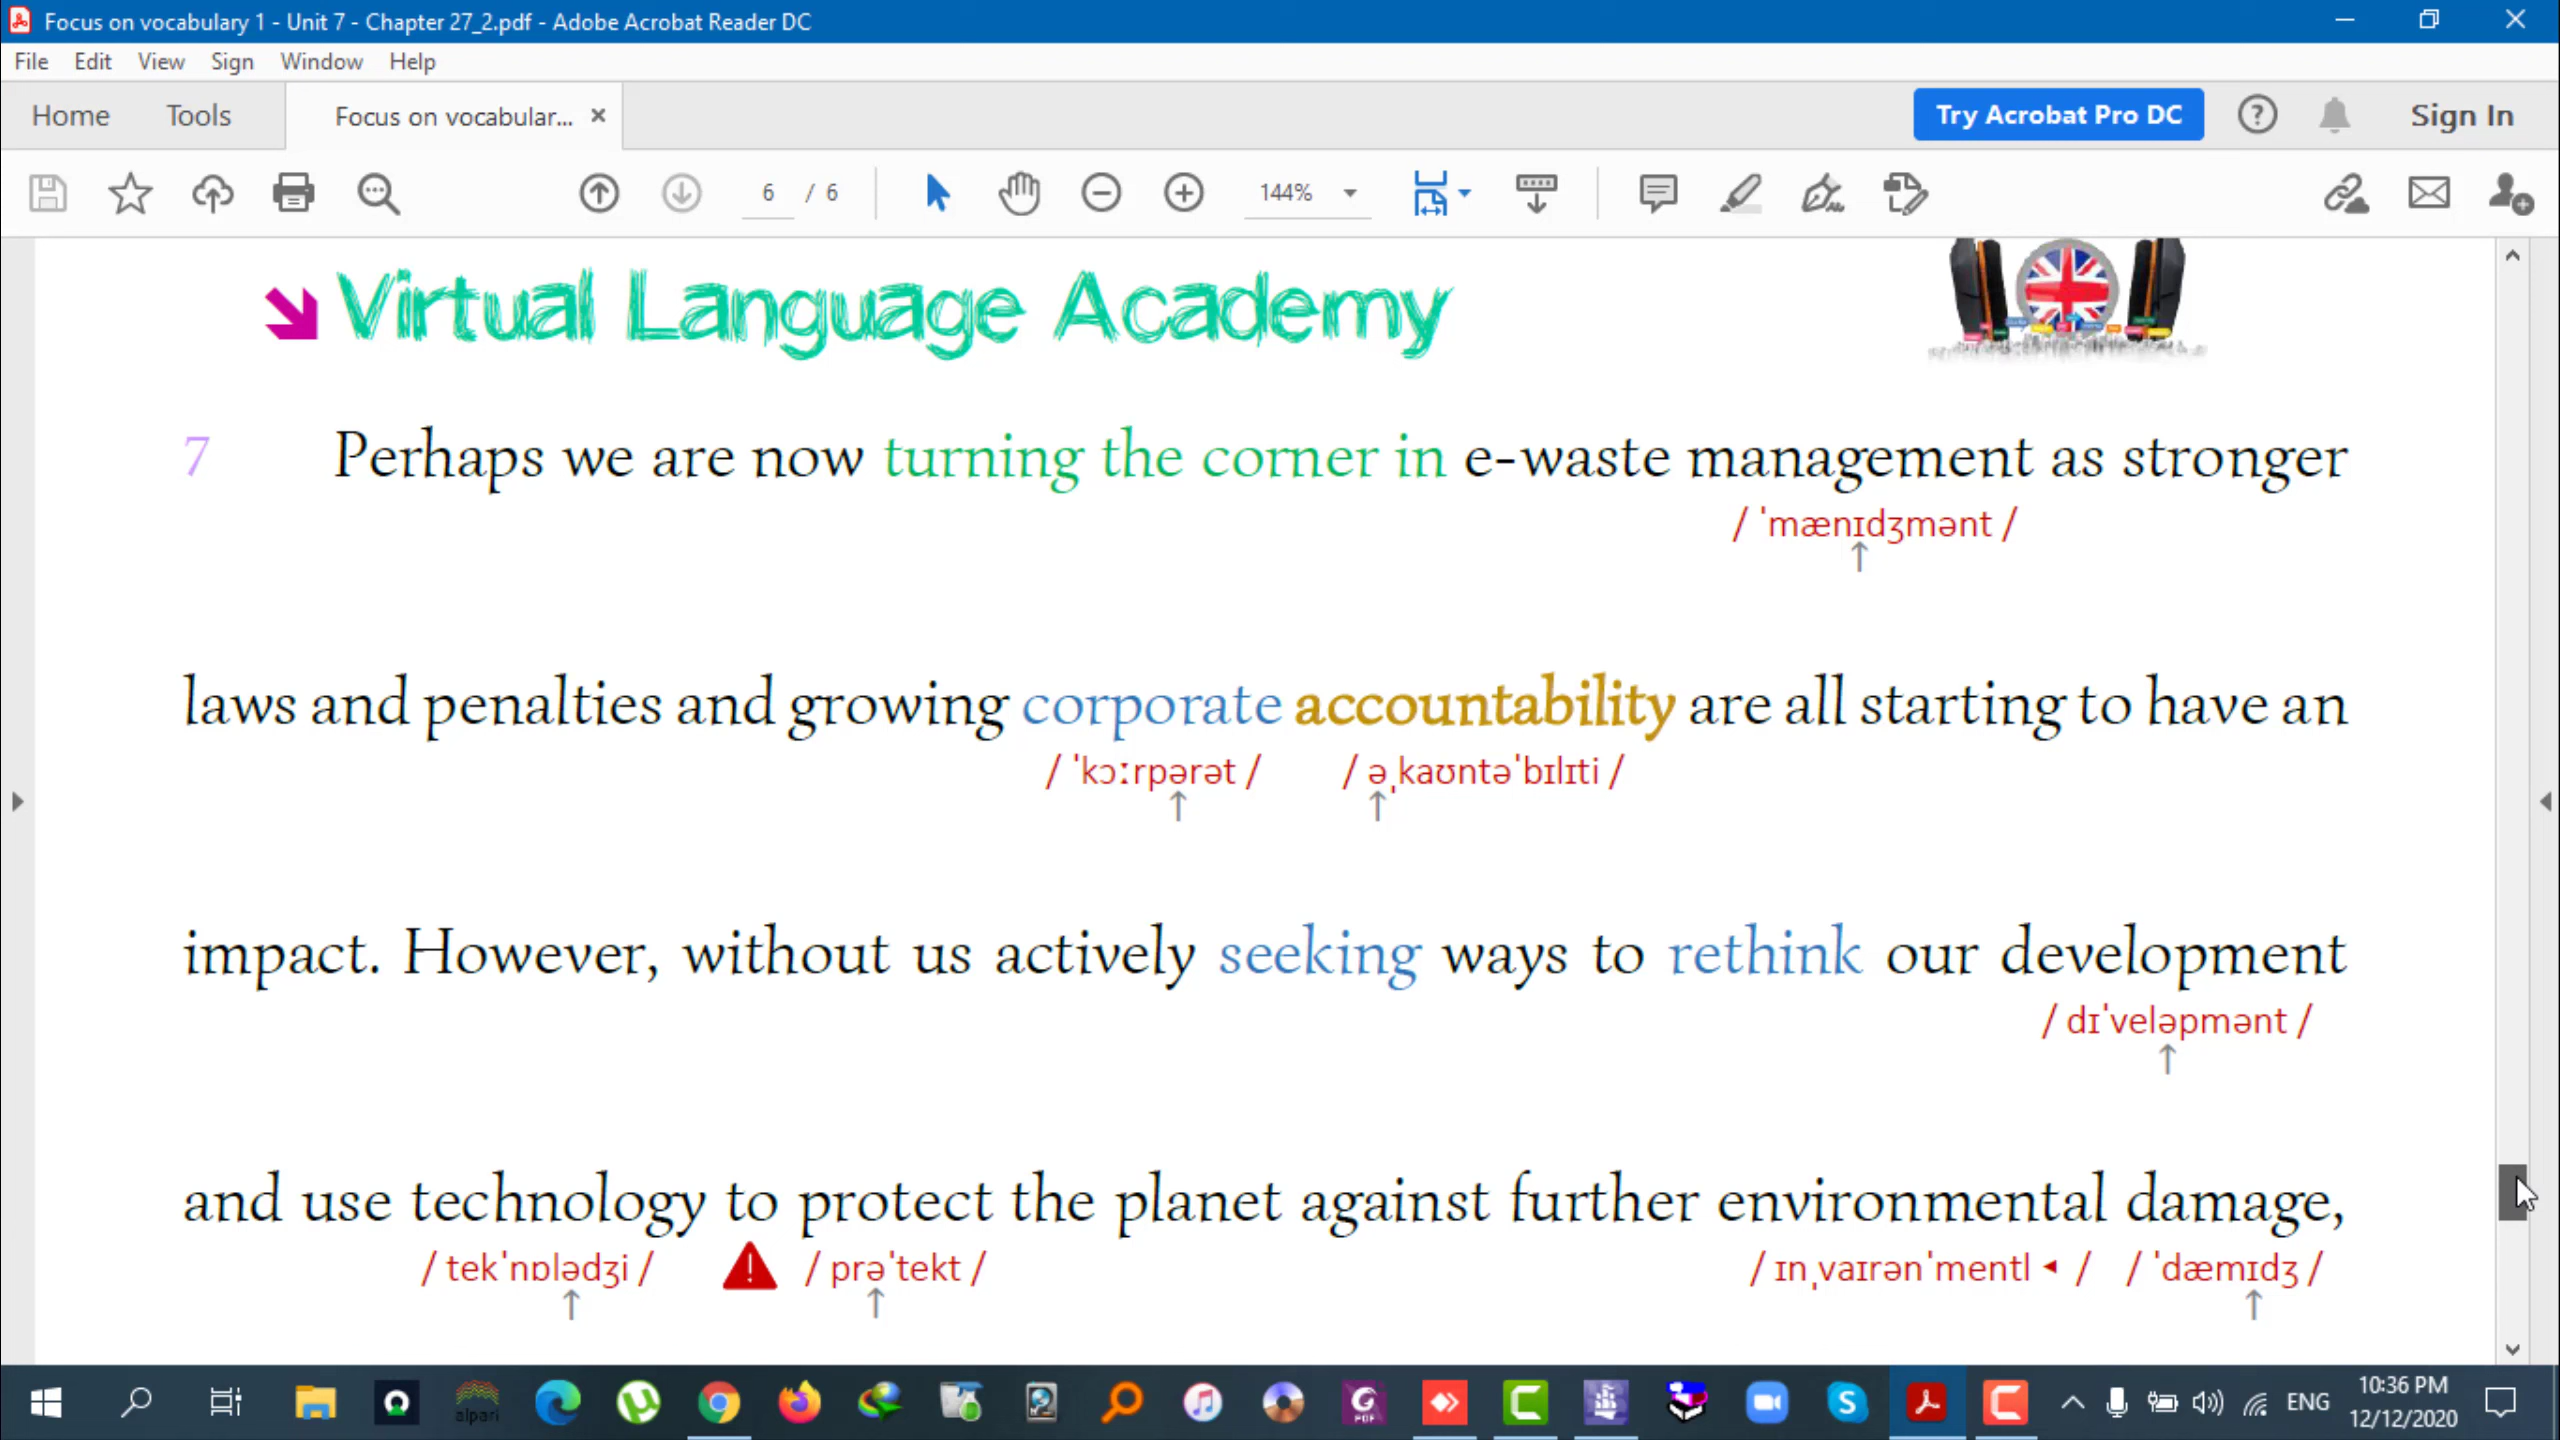 Focus on vocabulary 1 - Unit 7 - Chapter 27_2.pdf - Adobe Acrobat Reader DC
File Edit View Sign Window Help
Home Tools Focus on vocabular... × Try Acrobat Pro DC Sign In
6 / 6 144%
Virtual Language Academy
7 Perhaps we are now turning the corner in e-waste management as stronger
/ ˈmænɪdʒmənt /
laws and penalties and growing corporate accountability are all starting to have an
/ ˈkɔːrpərət / / əˌkaʊntəˈbɪlɪti /
impact. However, without us actively seeking ways to rethink our development
/ dɪˈveləpmənt /
and use technology to protect the planet against further environmental damage,
/ tekˈnɒlədʒi / / prəˈtekt / / ɪnˌvaɪrənˈmentl ◂ / / ˈdæmɪdʒ /
alpari ENG 10:36 PM
12/12/2020